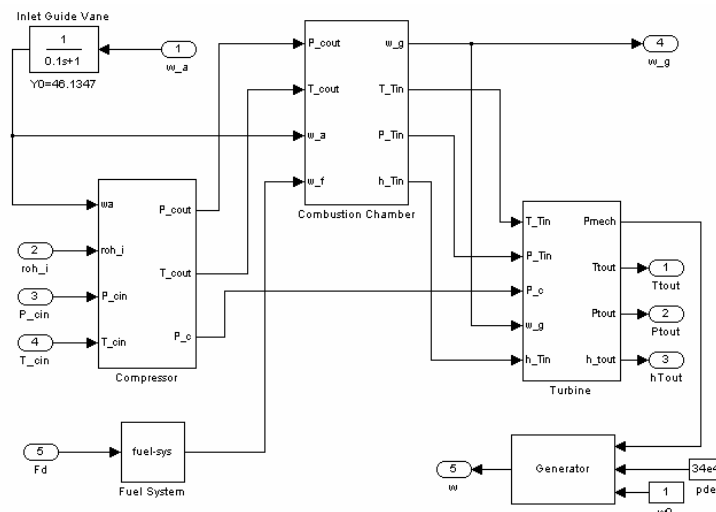 Inlet Guide Vane
1
0.1s+1
Y0=46.1347
1
w_a
P_cout
T_cout
w_a
w_f
w_g
T_Tin
P_Tin
h_Tin
Combustion Chamber
4
w_g
wa
roh_i
P_cin
T_cin
P_cout
T_cout
P_c
Compressor
2
roh_i
3
P_cin
4
T_cin
T_Tin
P_Tin
P_c
w_g
h_Tin
Pmech
Ttout
Ptout
h_tout
Turbine
1
Ttout
2
Ptout
3
hTout
5
Fd
fuel-sys
Fuel System
5
w
Generator
34e4
pde
1